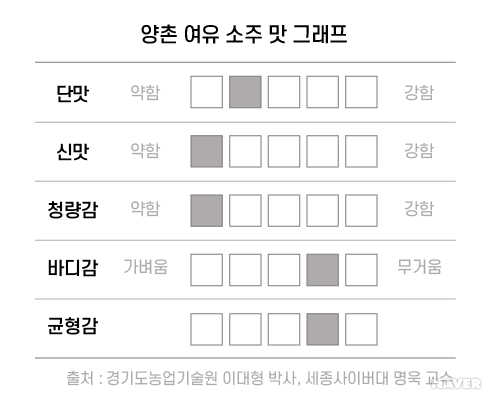 양촌 여유 소주 맛 그래프
단맛 약함 강함
신맛 약함 강함
청량감 약함 강함
바디감 가벼움 무거움
균형감
출처 : 경기도농업기술원 이대형 박사, 세종사이버대 명욱 교수
NAVER